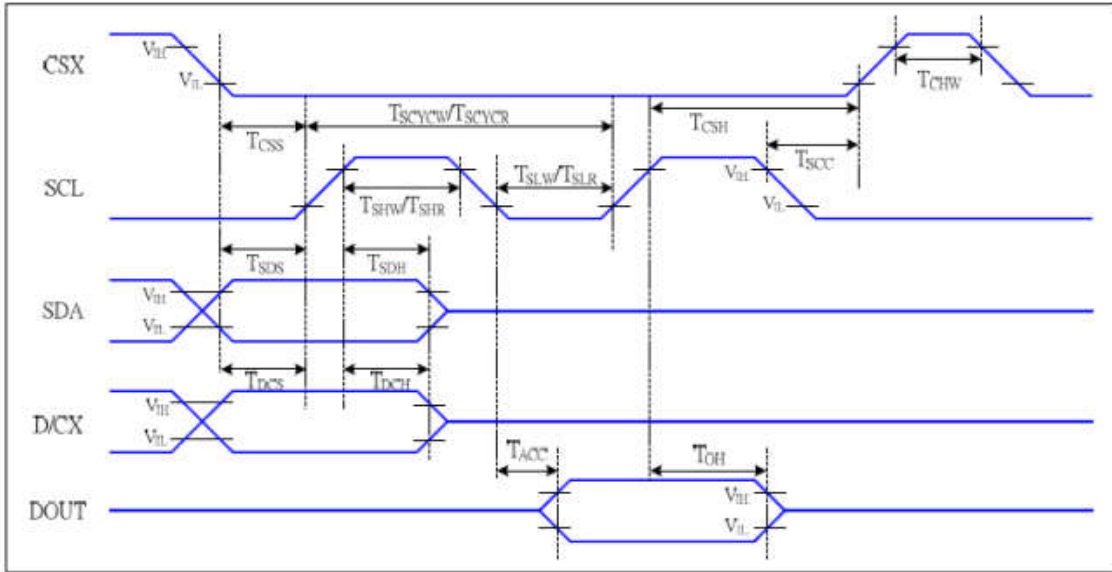 CSX
VIH
VIL
TCHW
TSCYCW/TSCYCR
TCSS
TCSH
TSCC
SCL
TSLW/TSLR
VIH
TSHW/TSHR
VIL
TSDS
TSDH
VIH
SDA
VIL
TDCS
TDCH
VIH
D/CX
VIL
TACC
TOH
VIH
DOUT
VIL